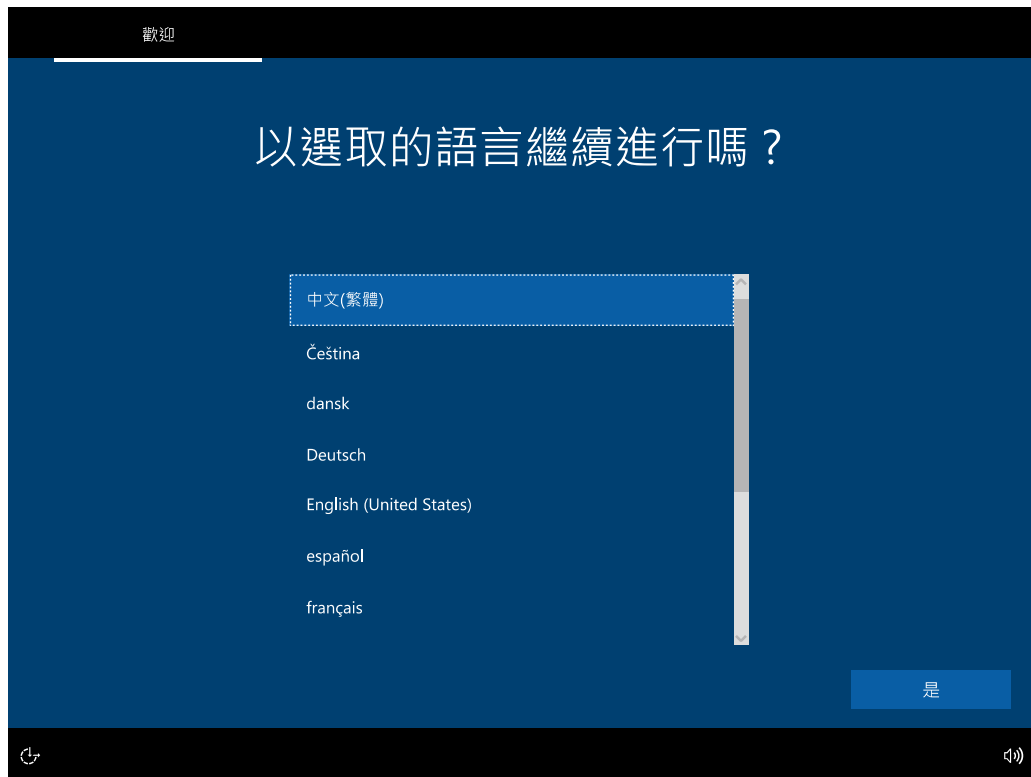 歡迎
以選取的語言繼續進行嗎？
中文(繁體)
Čeština
dansk
Deutsch
English (United States)
español
français
是